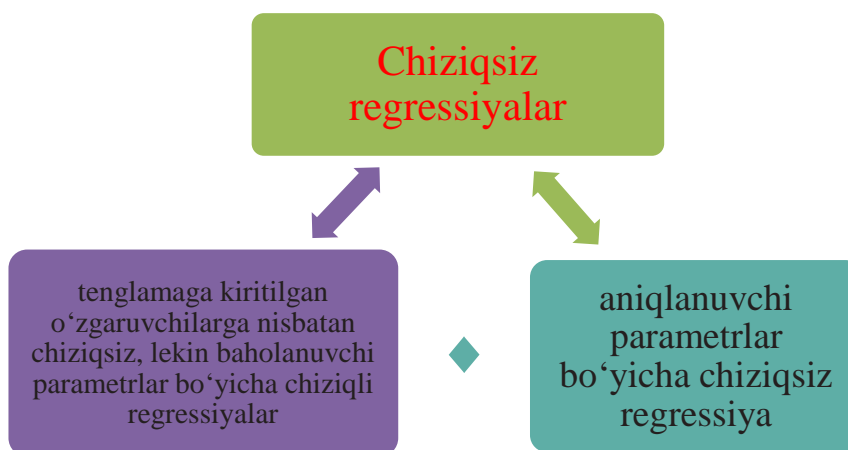 Chiziqsiz
regressiyalar
tenglamaga kiritilgan
o‘zgaruvchilarga nisbatan
chiziqsiz, lekin baholanuvchi
parametrlar bo‘yicha chiziqli
regressiyalar
aniqlanuvchi
parametrlar
bo‘yicha chiziqsiz
regressiya